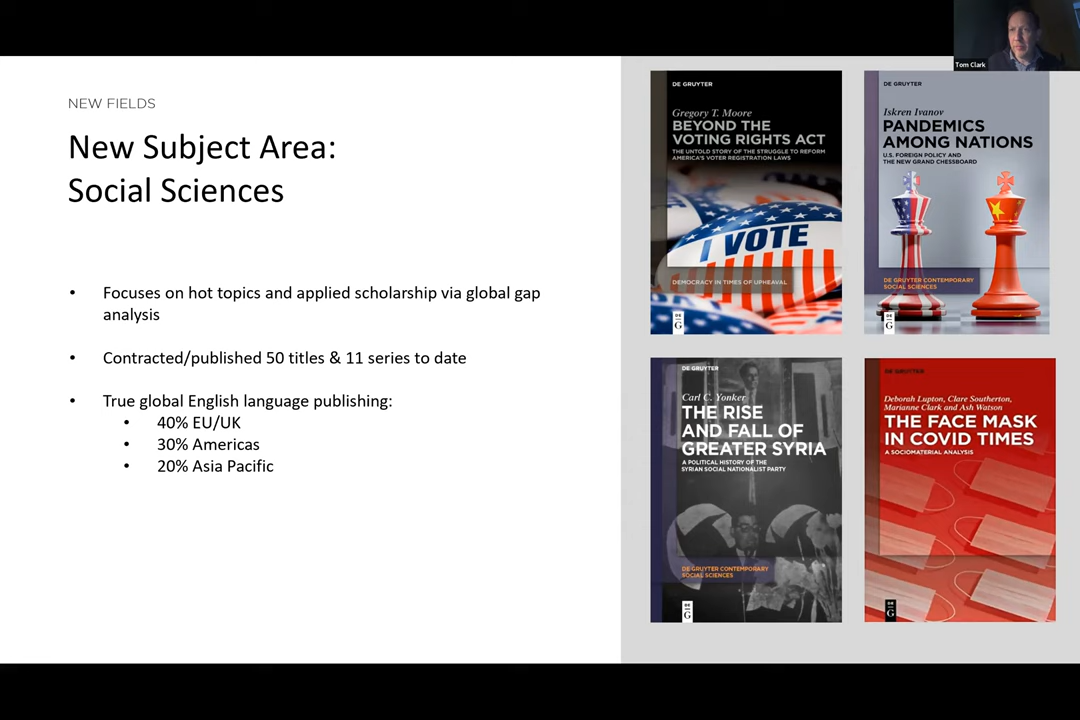 Tom Clark
NEW FIELDS
New Subject Area:
Social Sciences
• Focuses on hot topics and applied scholarship via global gap
analysis
• Contracted/published 50 titles & 11 series to date
• True global English language publishing:
• 40% EU/UK
• 30% Americas
• 20% Asia Pacific
DE GRUYTER
Gregory T. Moore
BEYOND THE
VOTING RIGHTS ACT
THE UNTOLD STORY OF THE STRUGGLE TO REFORM
AMERICA'S VOTER REGISTRATION LAWS
I VOTE
DEMOCRACY IN TIMES OF UPHEAVAL
DE
G
DE GRUYTER
Iskren Ivanov
PANDEMICS
AMONG NATIONS
U.S. FOREIGN POLICY AND
THE NEW GRAND CHESSBOARD
DE GRUYTER CONTEMPORARY
SOCIAL SCIENCES
DE
G
DE GRUYTER
Carl C. Yonker
THE RISE
AND FALL OF
GREATER SYRIA
A POLITICAL HISTORY OF THE
SYRIAN SOCIAL NATIONALIST PARTY
DE GRUYTER CONTEMPORARY
SOCIAL SCIENCES
DE
G
DE GRUYTER
Deborah Lupton, Clare Southerton,
Marianne Clark and Ash Watson
THE FACE MASK
IN COVID TIMES
A SOCIOMATERIAL ANALYSIS
DE
G